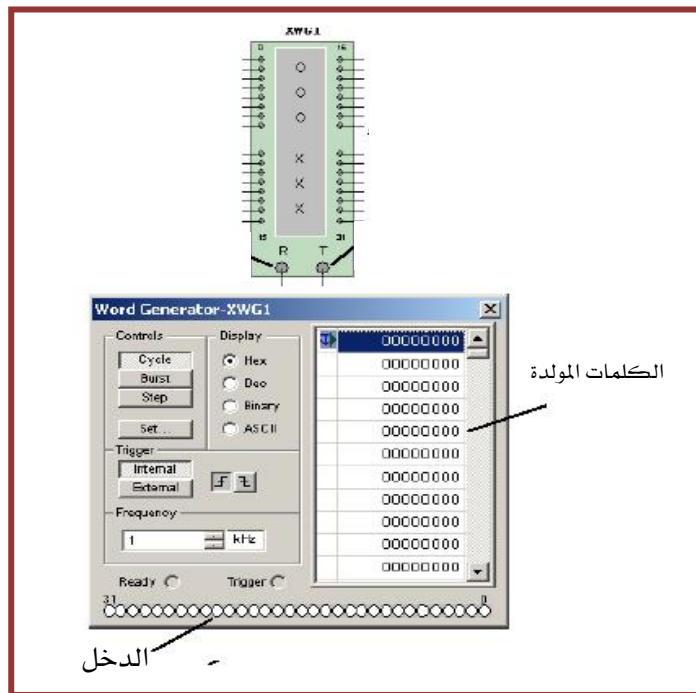 XWG1
0 16
O
O
O
X
X
X
15 31
R T
Word Generator-XWG1
Controls
Display
Cycle
Burst
Step
Set...
Hex
Dec
Binary
ASCII
Trigger
Internal
External
Frequency
1 kHz
Ready Trigger
31 0
00000000
00000000
00000000
00000000
00000000
00000000
00000000
00000000
00000000
00000000
00000000
الكلمات المولدة
الدخل